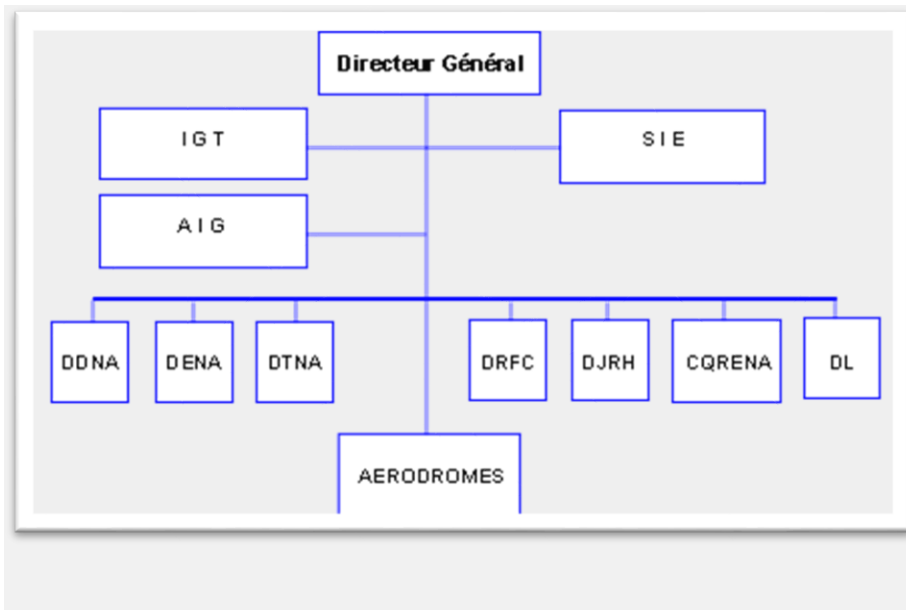 Directeur Général
I G T
S I E
A I G
DDNA
DENA
DTNA
DRFC
DJRH
CQRENA
DL
AERODROMES